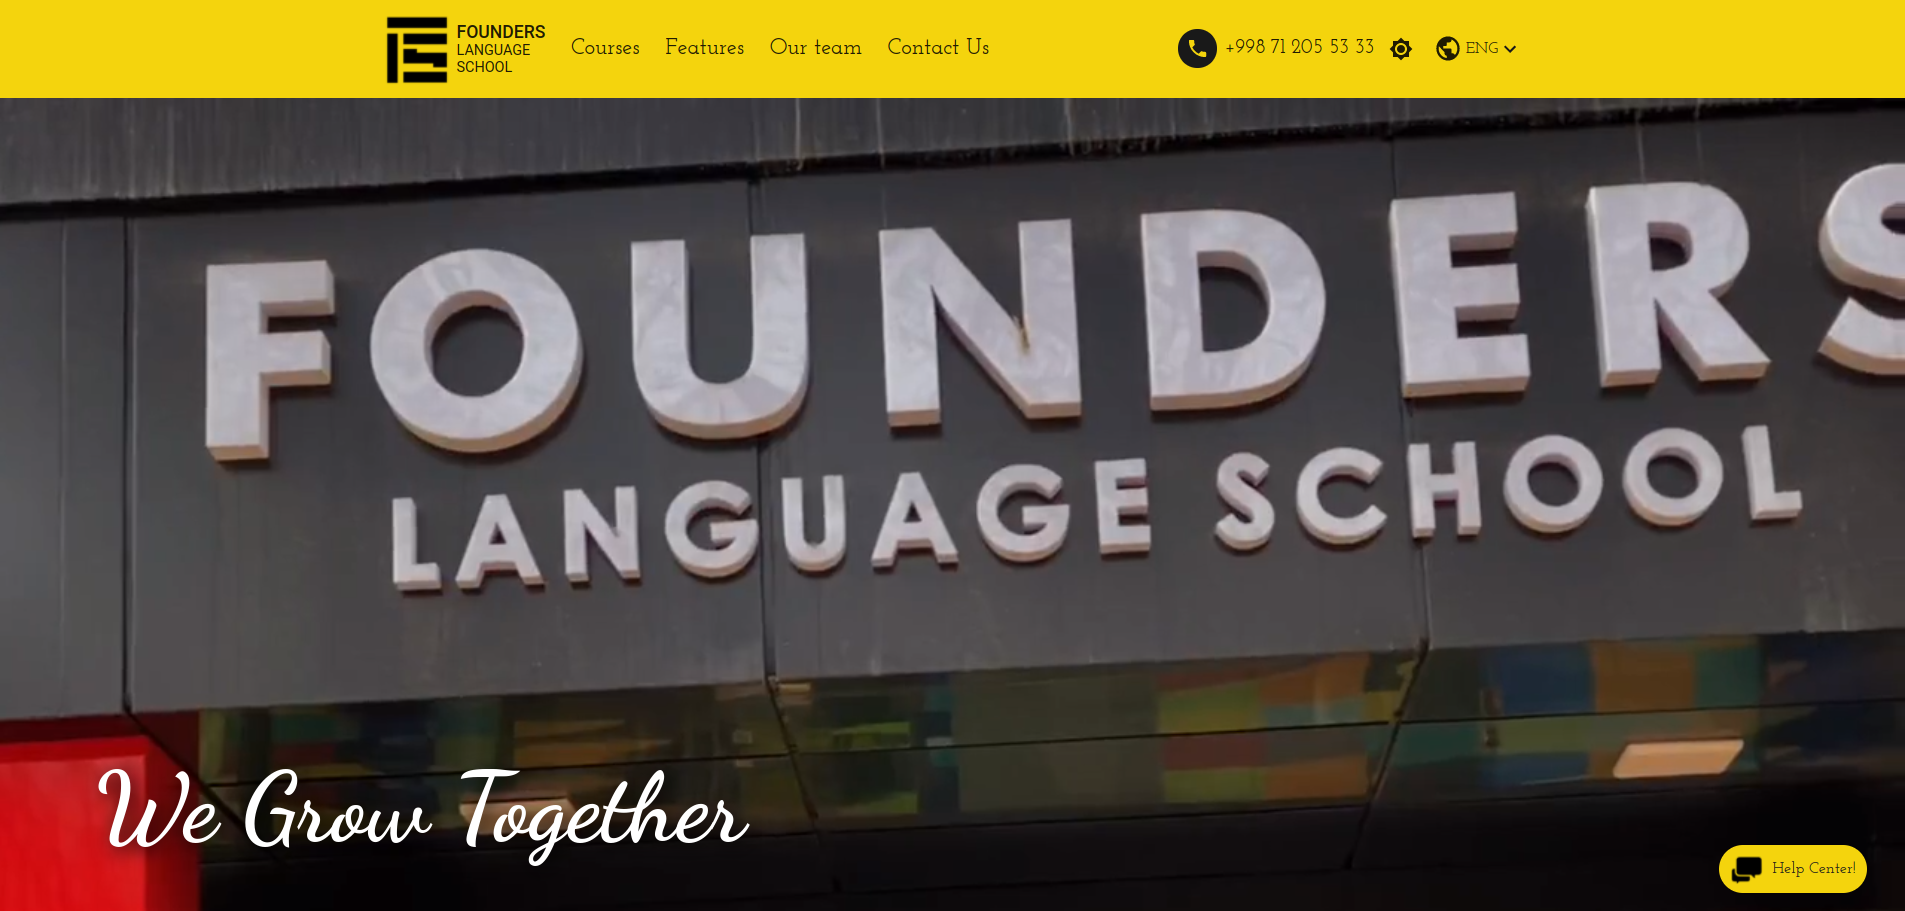 FOUNDERS
LANGUAGE
SCHOOL
Courses
Features
Our team
Contact Us
+998 71 205 53 33
ENG
FOUNDERS
LANGUAGE SCHOOL
We Grow Together
Help Center!